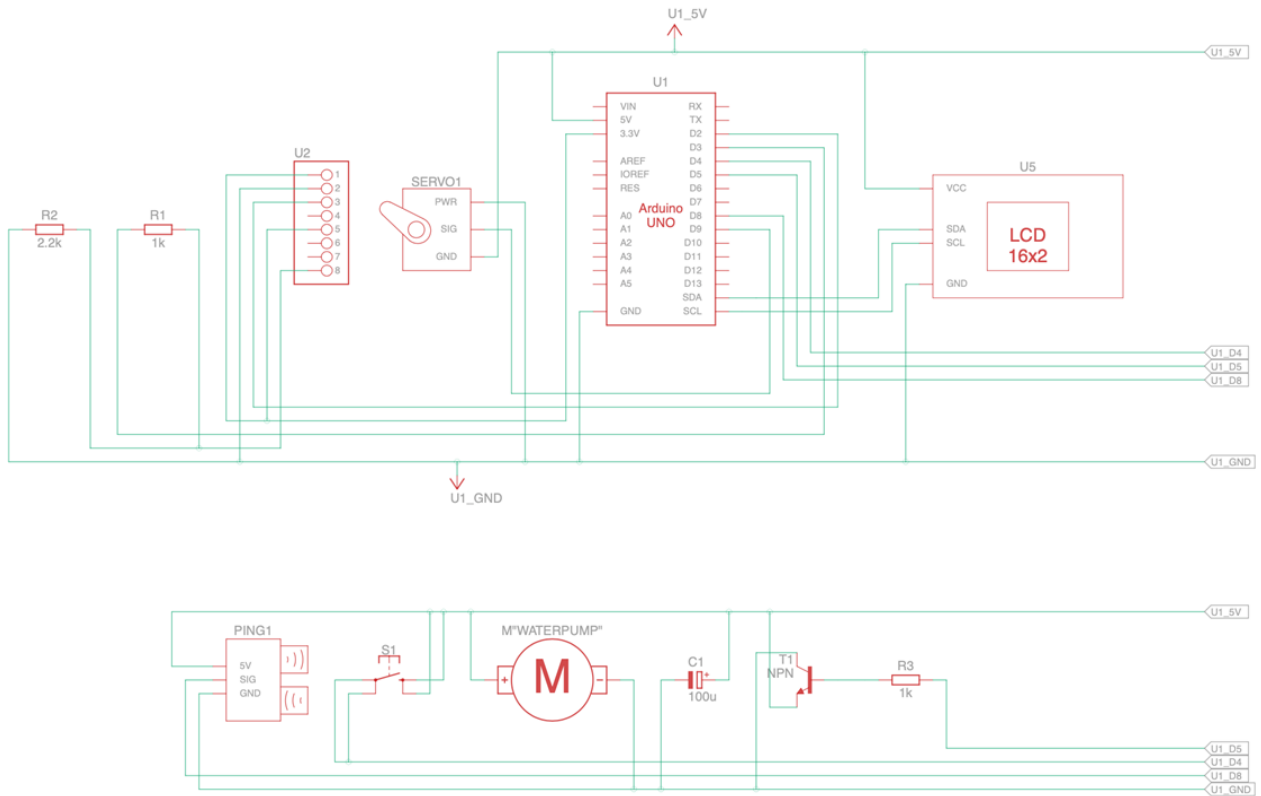 U1_5V
U1_5V
U1
VIN
5V
3.3V
AREF
IOREF
RES
A0
A1
A2
A3
A4
A5
GND
Arduino
UNO
RX
TX
D2
D3
D4
D5
D6
D7
D8
D9
D10
D11
D12
D13
SDA
SCL
U2
1
2
3
4
5
6
7
8
SERVO1
PWR
SIG
GND
R2
2.2k
R1
1k
U5
VCC
SDA
SCL
GND
LCD
16x2
U1_D4
U1_D5
U1_D8
U1_GND
U1_GND
U1_5V
PING1
5V
SIG
GND
S1
M"WATERPUMP"
+
M
−
C1
+
100u
T1
NPN
R3
1k
U1_D5
U1_D4
U1_D8
U1_GND